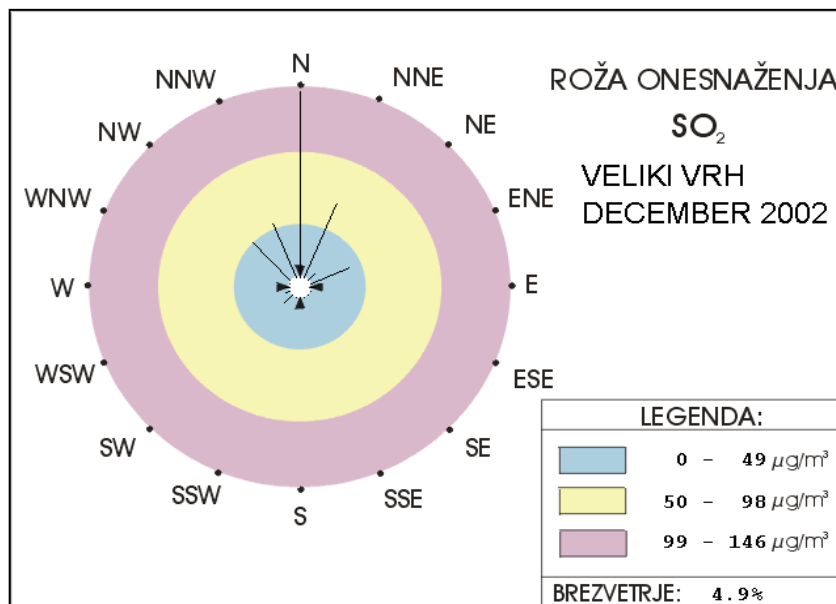 ROŽA ONESNAŽENJA
SO₂
VELIKI VRH
DECEMBER 2002
N
NNE
NE
ENE
E
ESE
SE
SSE
S
SSW
SW
WSW
W
WNW
NW
NNW
LEGENDA:
0 - 49 µg/m³
50 - 98 µg/m³
99 - 146 µg/m³
BREZVETRJE: 4.9%